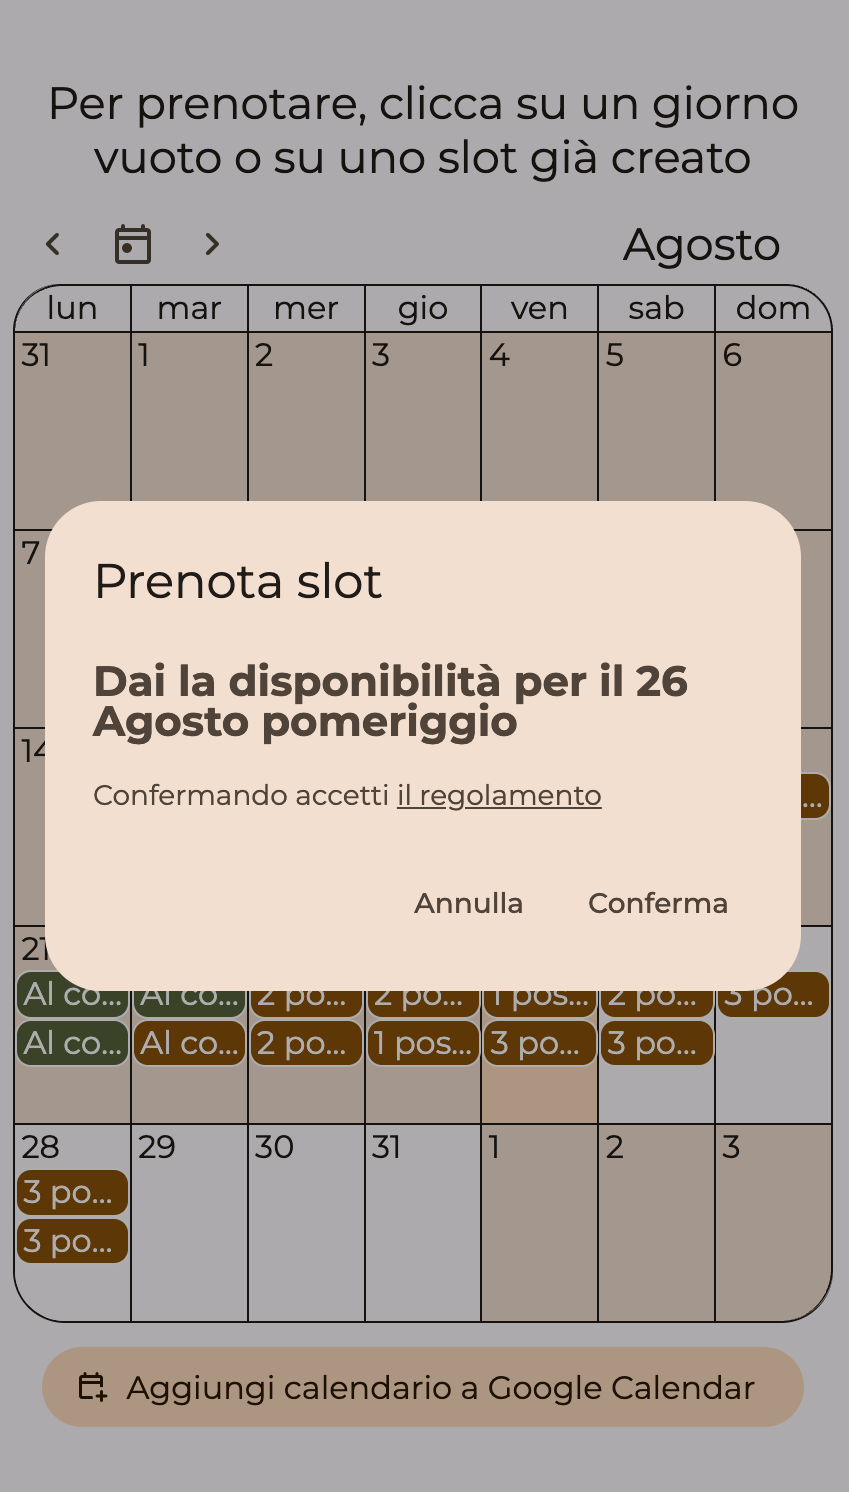 Per prenotare, clicca su un giorno
vuoto o su uno slot già creato
Agosto
lun mar mer gio ven sab dom
31 1 2 3 4 5 6
7
Prenota slot
Dai la disponibilità per il 26
Agosto pomeriggio
Confermando accetti il regolamento
Annulla Conferma
14
...
21
Al co... Al co... 2 po... 2 po... 1 pos... 2 po... 3 po...
Al co... Al co... 2 po... 1 pos... 3 po... 3 po...
28 29 30 31 1 2 3
3 po...
3 po...
Aggiungi calendario a Google Calendar